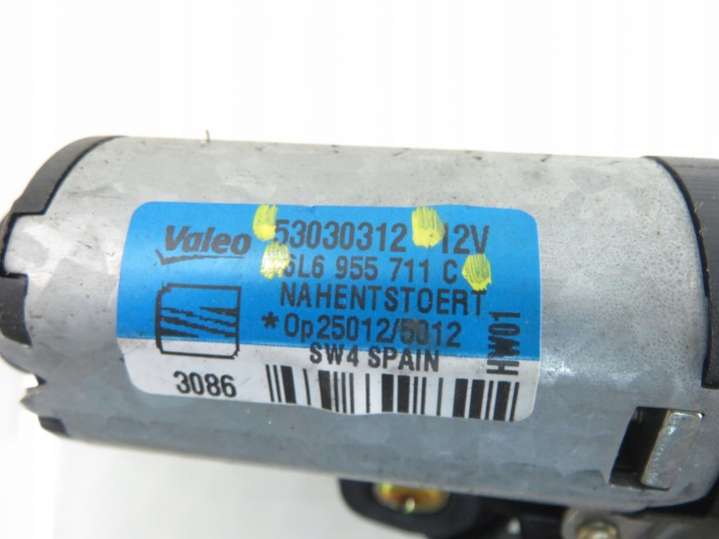 Valeo 53030312 12V
6L6 955 711 C
NAHENTSTOERT
*Op25012/5012
SW4 SPAIN
3086
HW01